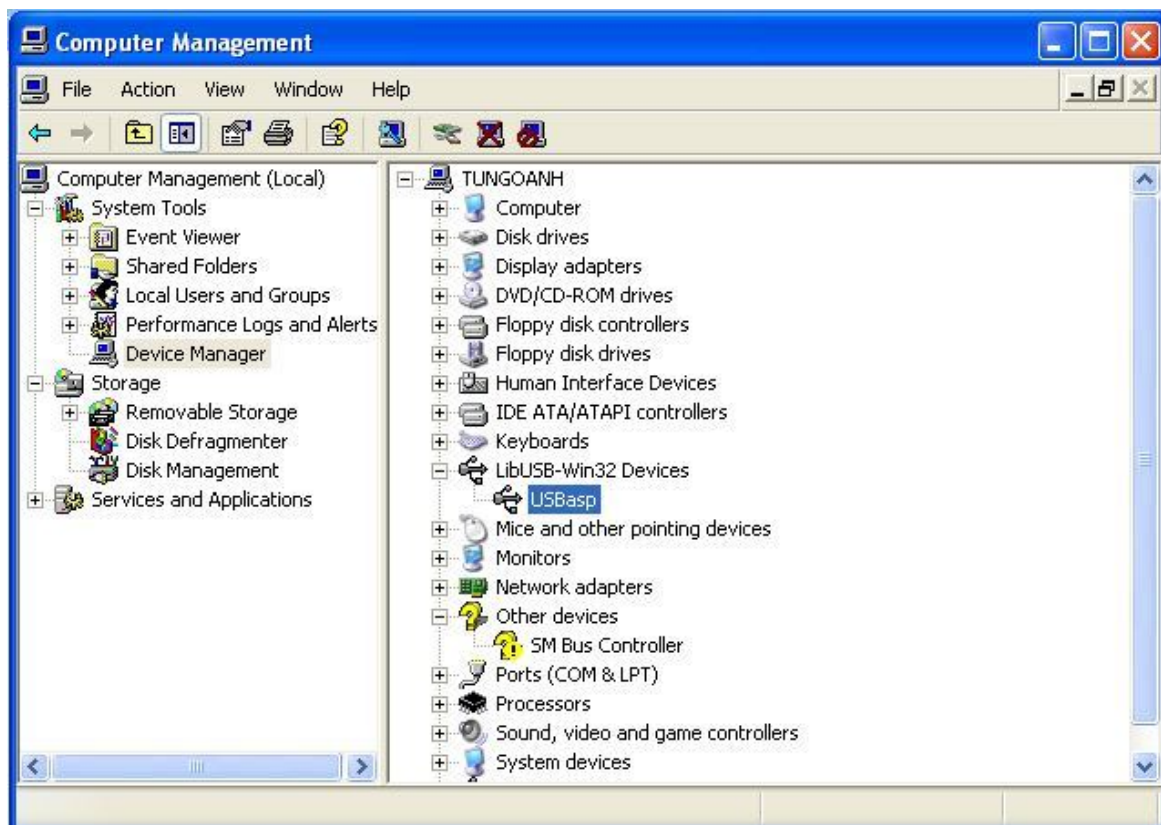 Computer Management
File Action View Window Help
Computer Management (Local)
System Tools
Event Viewer
Shared Folders
Local Users and Groups
Performance Logs and Alerts
Device Manager
Storage
Removable Storage
Disk Defragmenter
Disk Management
Services and Applications
TUNGOANH
Computer
Disk drives
Display adapters
DVD/CD-ROM drives
Floppy disk controllers
Floppy disk drives
Human Interface Devices
IDE ATA/ATAPI controllers
Keyboards
LibUSB-Win32 Devices
USBasp
Mice and other pointing devices
Monitors
Network adapters
Other devices
SM Bus Controller
Ports (COM & LPT)
Processors
Sound, video and game controllers
System devices